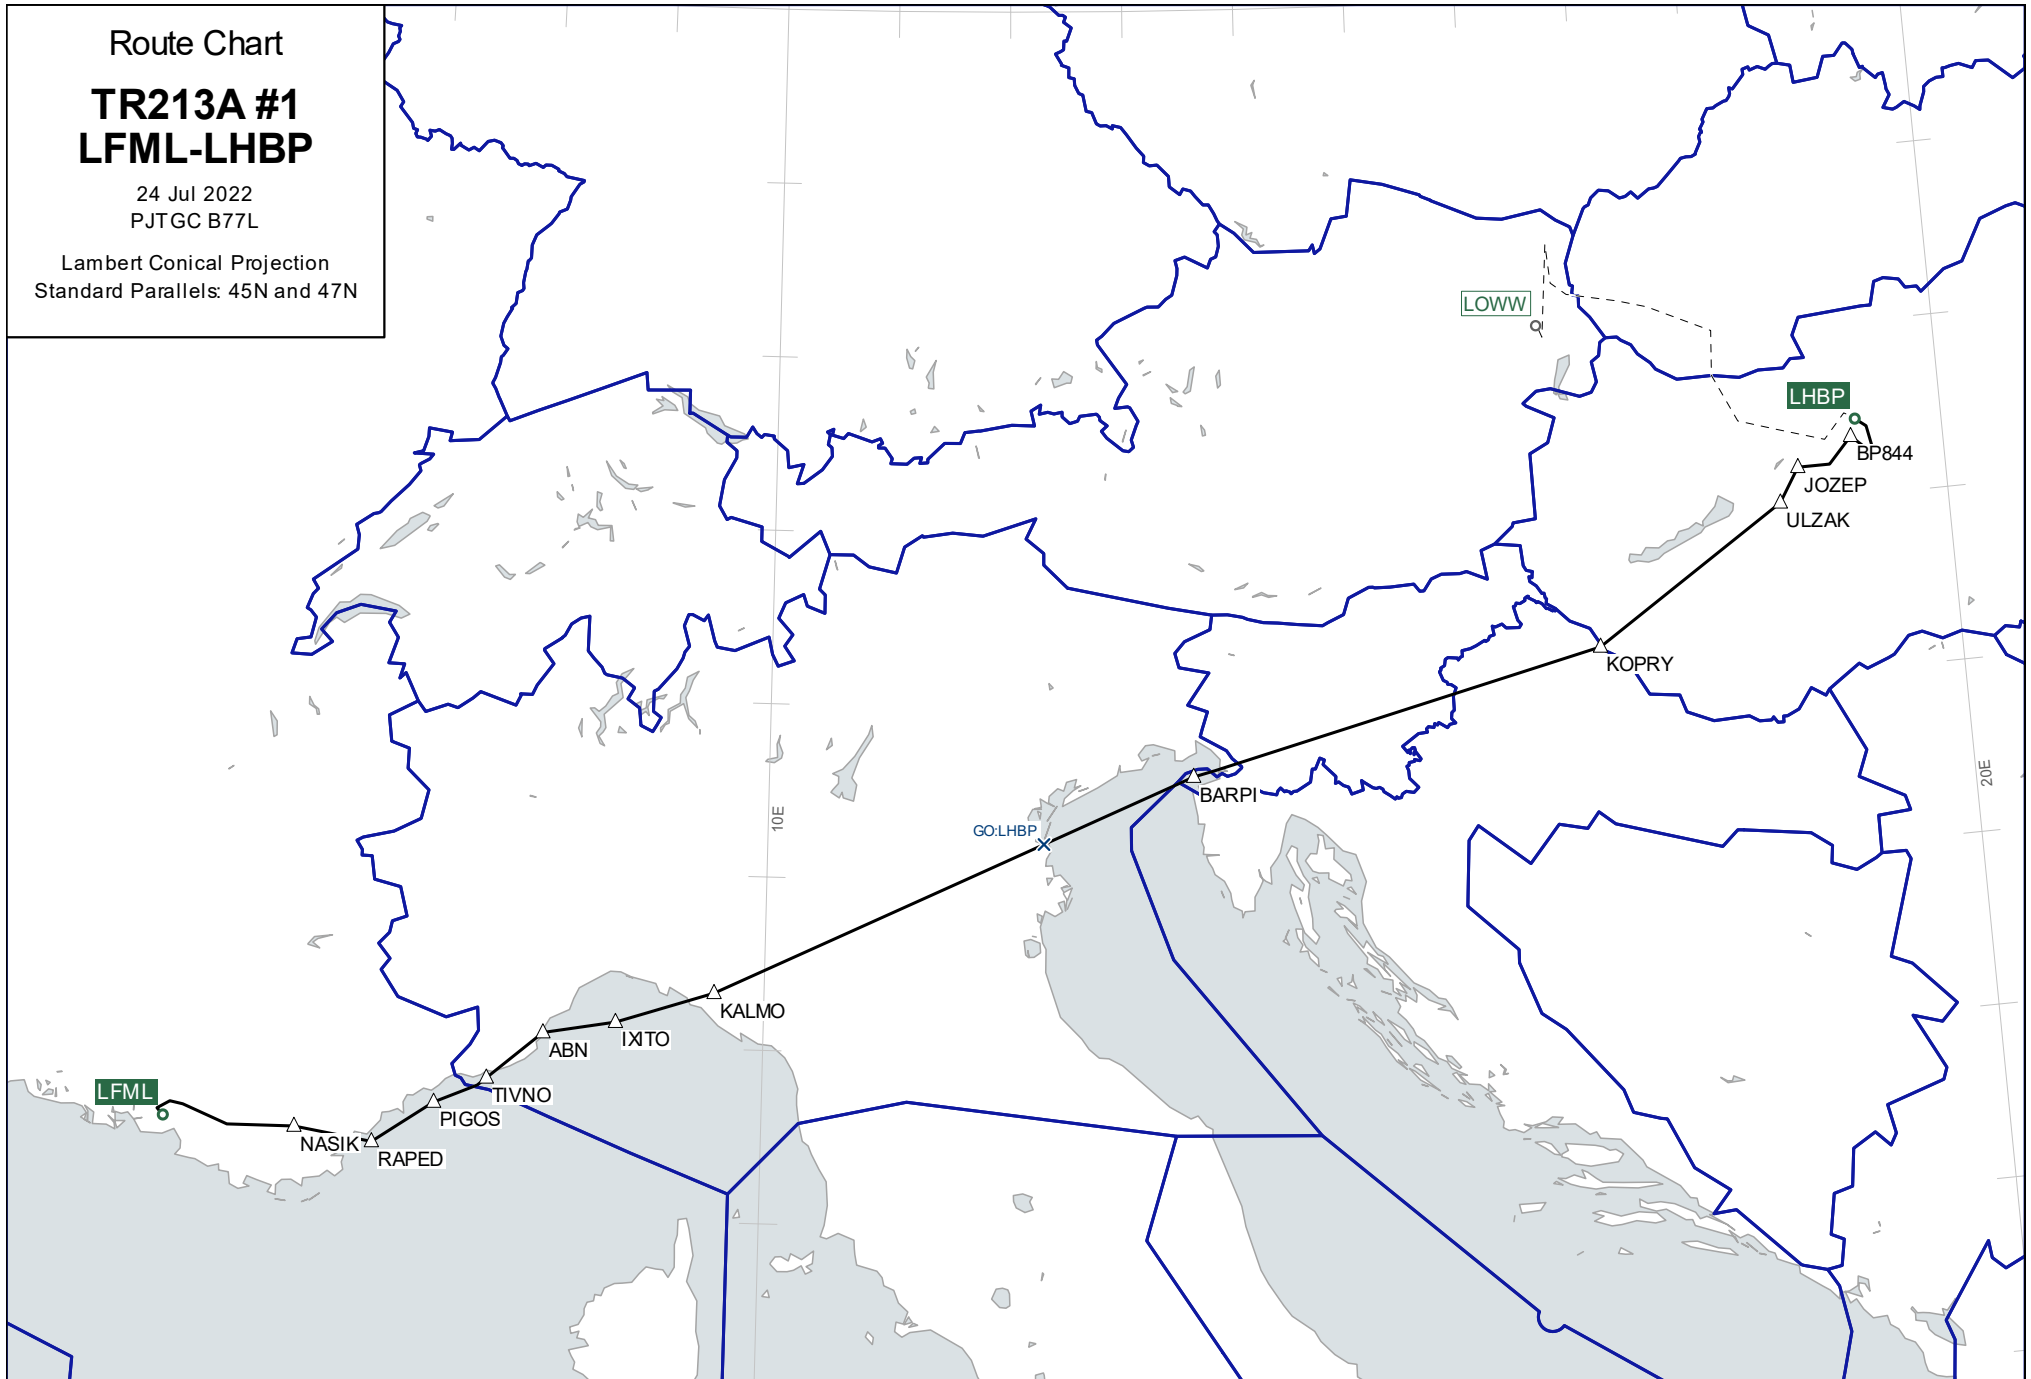 Route Chart
TR213A #1
LFML-LHBP
24 Jul 2022
PJTGC B77L
Lambert Conical Projection
Standard Parallels: 45N and 47N
LOWW
LHBP
BP844
JOZEP
ULZAK
KOPRY
20E
BARPI
10E
GO:LHBP
KALMO
IXITO
ABN
TIVNO
LFML
PIGOS
NASIK
RAPED